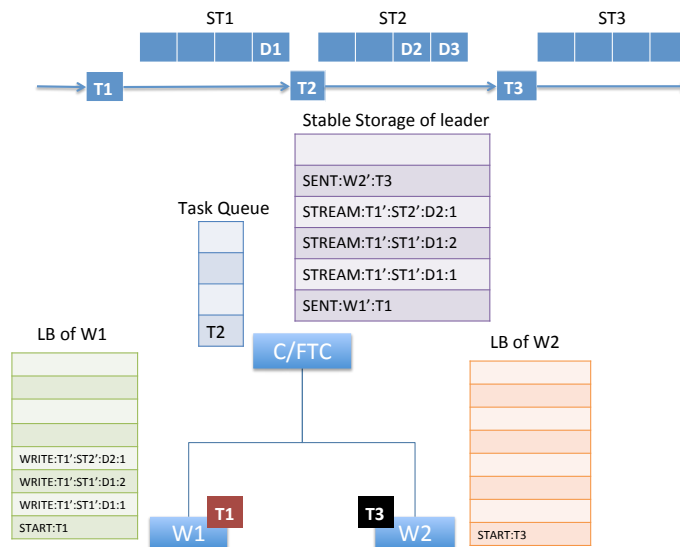 ST1 ST2 ST3
D1 D2 D3
T1 T2 T3
Stable Storage of leader
SENT:W2':T3
STREAM:T1':ST2':D2:1
STREAM:T1':ST1':D1:2
STREAM:T1':ST1':D1:1
SENT:W1':T1
Task Queue
T2
C/FTC
LB of W1
WRITE:T1':ST2':D2:1
WRITE:T1':ST1':D1:2
WRITE:T1':ST1':D1:1
START:T1
LB of W2
START:T3
T1
W1
T3
W2